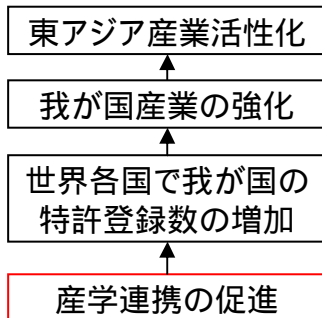 東アジア産業活性化
我が国産業の強化
世界各国で我が国の
特許登録数の増加
産学連携の促進